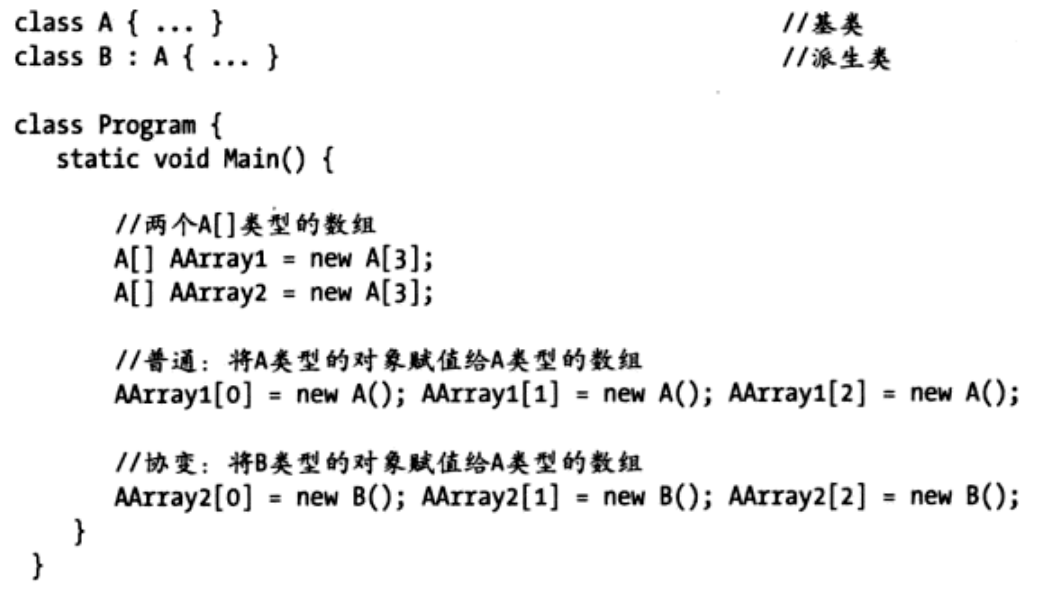 class A { ... } //基类
class B : A { ... } //派生类
class Program {
static void Main() {
//两个A[]类型的数组
A[] AArray1 = new A[3];
A[] AArray2 = new A[3];
//普通：将A类型的对象赋值给A类型的数组
AArray1[0] = new A(); AArray1[1] = new A(); AArray1[2] = new A();
//协变：将B类型的对象赋值给A类型的数组
AArray2[0] = new B(); AArray2[1] = new B(); AArray2[2] = new B();
}
}